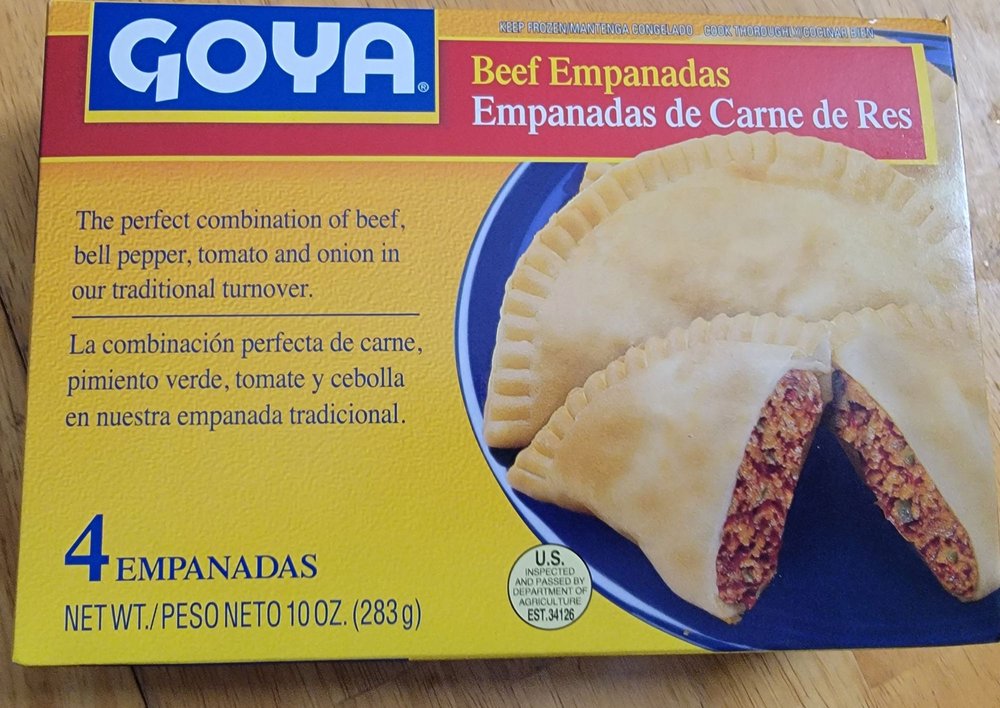 GOYA®
KEEP FROZEN/MANTENGA CONGELADO COOK THOROUGHLY/COCINAR BIEN
Beef Empanadas
Empanadas de Carne de Res
The perfect combination of beef,
bell pepper, tomato and onion in
our traditional turnover.
La combinación perfecta de carne,
pimiento verde, tomate y cebolla
en nuestra empanada tradicional.
4 EMPANADAS
NET WT./PESO NETO 10 OZ. (283 g)
U.S.
INSPECTED
AND PASSED BY
DEPARTMENT OF
AGRICULTURE
EST.34126